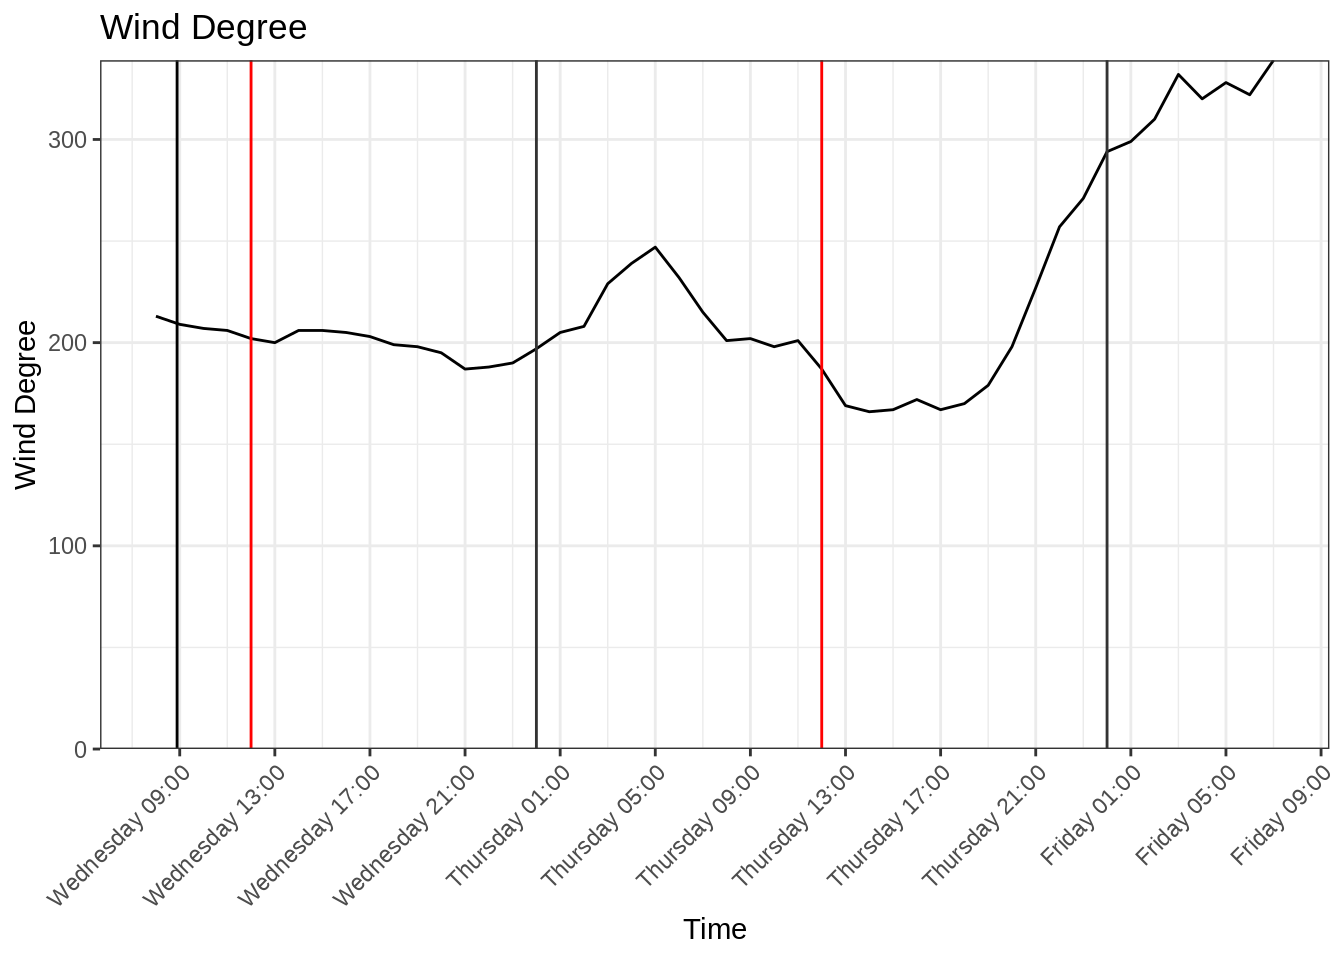 Wind Degree
Wind Degree
300
200
100
0
Wednesday 09:00
Wednesday 13:00
Wednesday 17:00
Wednesday 21:00
Thursday 01:00
Thursday 05:00
Thursday 09:00
Thursday 13:00
Thursday 17:00
Thursday 21:00
Friday 01:00
Friday 05:00
Friday 09:00
Time